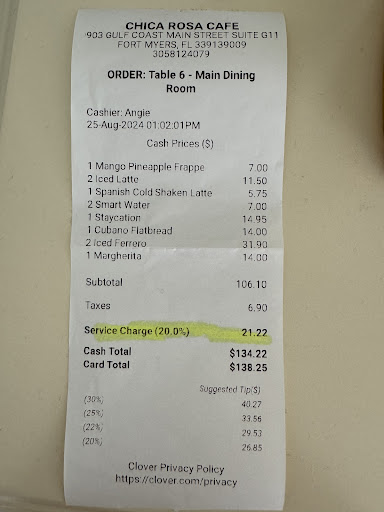 CHICA ROSA CAFE
9903 GULF COAST MAIN STREET SUITE G11
FORT MYERS, FL 339139009
3058124079
ORDER: Table 6 - Main Dining
Room
Cashier: Angie
25-Aug-2024 01:02:01PM
Cash Prices ($)
1 Mango Pineapple Frappe 7.00
2 Iced Latte 11.50
1 Spanish Cold Shaken Latte 5.75
2 Smart Water 7.00
1 Staycation 14.95
1 Cubano Flatbread 14.00
2 Iced Ferrero 31.90
1 Margherita 14.00
Subtotal 106.10
Taxes 6.90
Service Charge (20.0%) 21.22
Cash Total $134.22
Card Total $138.25
Suggested Tip($)
(30%) 40.27
(25%) 33.56
(22%) 29.53
(20%) 26.85
Clover Privacy Policy
https://clover.com/privacy